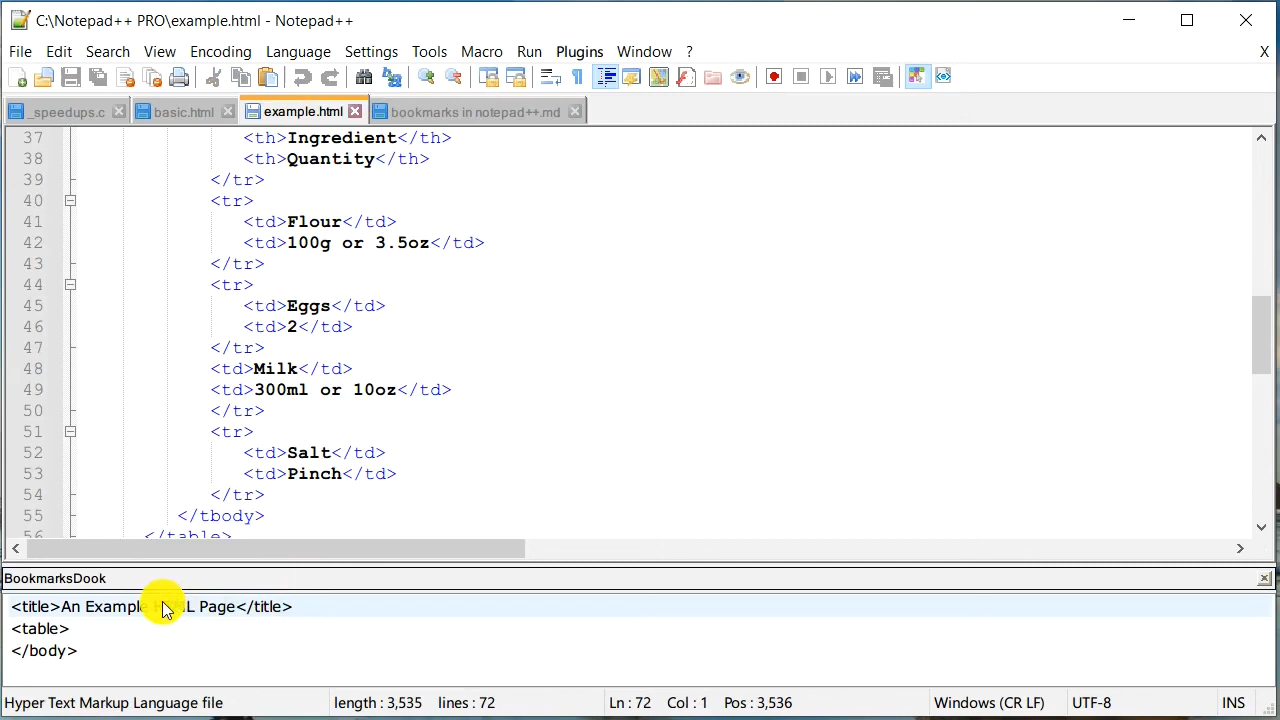 C:\Notepad++ PRO\example.html - Notepad++
File Edit Search View Encoding Language Settings Tools Macro Run Plugins Window ? X
_speedups.c basic.html example.html bookmarks in notepad++.md
37 <th>Ingredient</th>
38 <th>Quantity</th>
39 </tr>
40 <tr>
41 <td>Flour</td>
42 <td>100g or 3.5oz</td>
43 </tr>
44 <tr>
45 <td>Eggs</td>
46 <td>2</td>
47 </tr>
48 <td>Milk</td>
49 <td>300ml or 10oz</td>
50 </tr>
51 <tr>
52 <td>Salt</td>
53 <td>Pinch</td>
54 </tr>
55 </tbody>
56 </table>
BookmarksDook
<title>An Example HTML Page</title>
<table>
</body>
Hyper Text Markup Language file length : 3,535 lines : 72 Ln : 72 Col : 1 Pos : 3,536 Windows (CR LF) UTF-8 INS